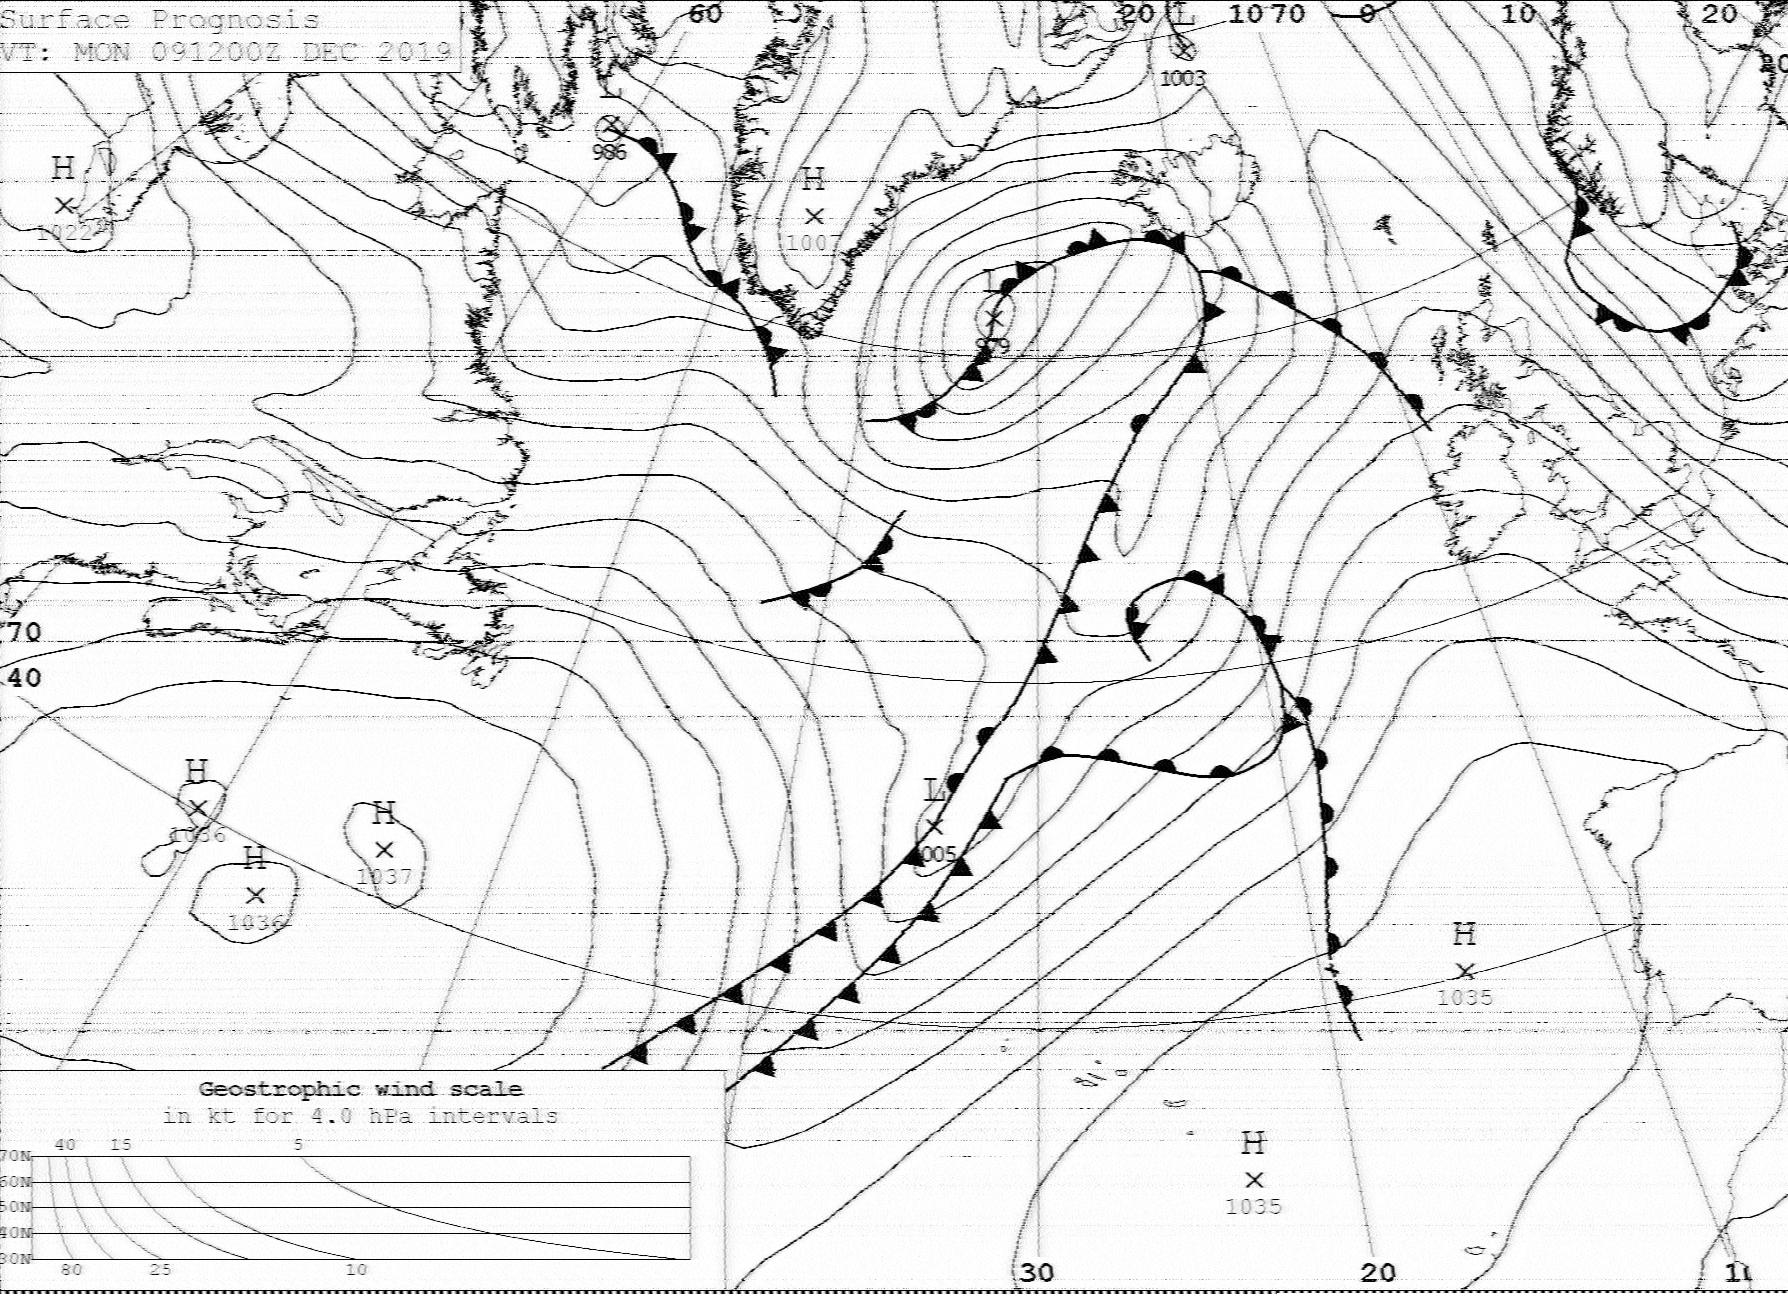 Surface Prognosis
VT: MON 091200Z DEC 2019
60
20
L
1003
10
70
0
10
20
L
986
H
1022
H
1007
L
979
70
40
H
1036
H
1036
H
1037
L
H
1035
H
1035
Geostrophic wind scale
in kt for 4.0 hPa intervals
40 15 5
70N
60N
50N
40N
30N
80 25 10
30
20